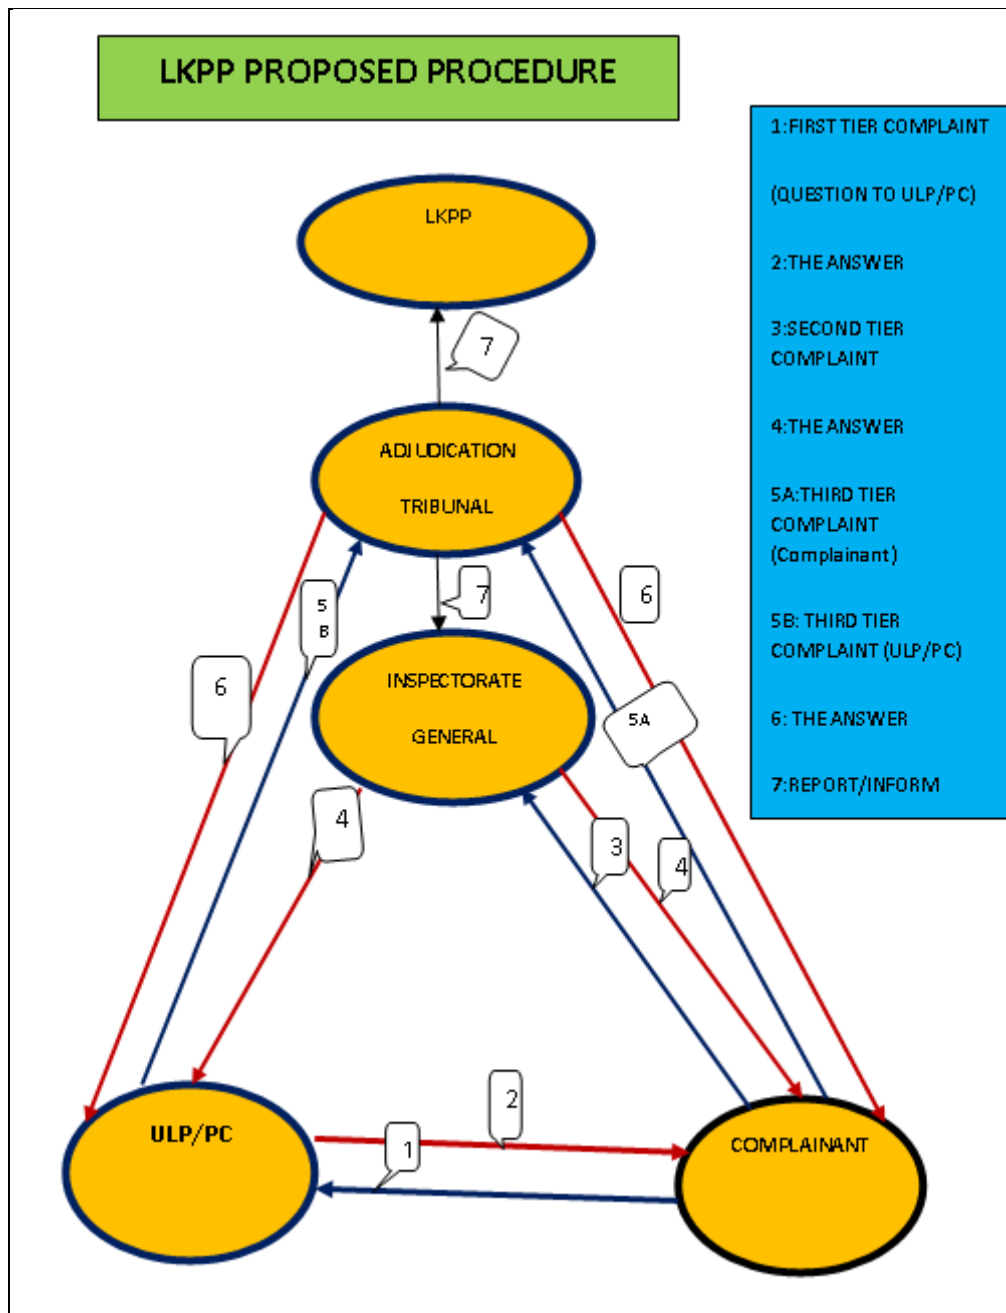 LKPP PROPOSED PROCEDURE
1:FIRST TIER COMPLAINT
(QUESTION TO ULP/PC)
2:THE ANSWER
3:SECOND TIER
COMPLAINT
4:THE ANSWER
5A:THIRD TIER
COMPLAINT
(Complainant)
5B: THIRD TIER
COMPLAINT (ULP/PC)
6: THE ANSWER
7:REPORT/INFORM
LKPP
7
ADJUDICATION
TRIBUNAL
7
6
5
B
6
INSPECTORATE
GENERAL
5A
4
3
4
ULP/PC
2
1
COMPLAINANT